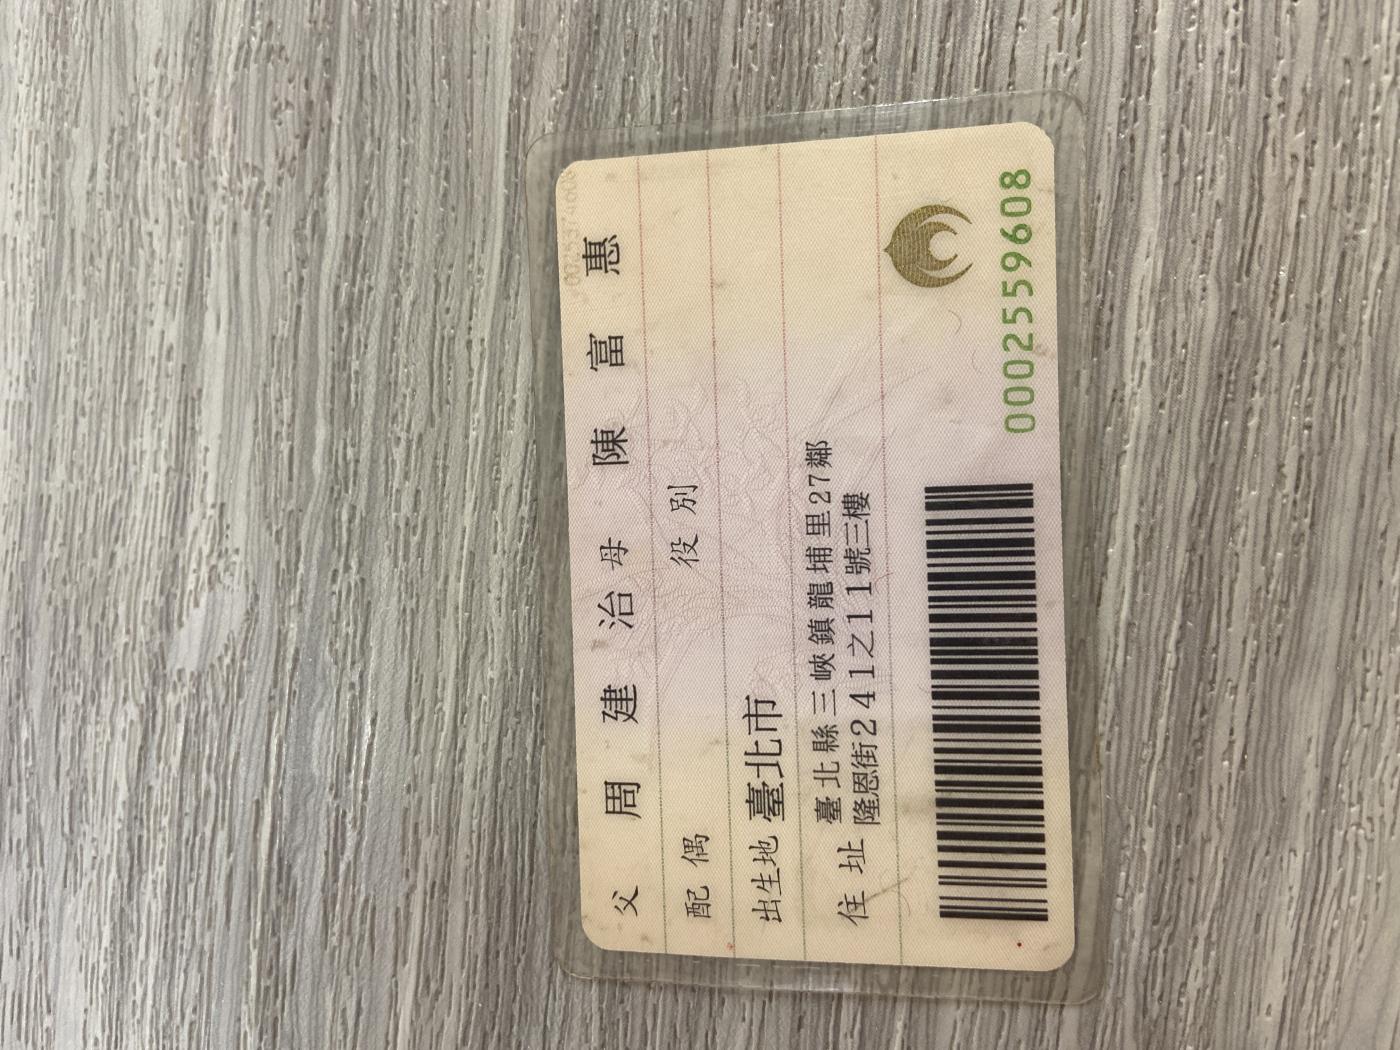 父 周建治 母 陳富惠
配偶 役別
出生地 臺北市
住址 臺北縣三峽鎮龍埔里27鄰
隆恩街241之11號三樓
0002559608